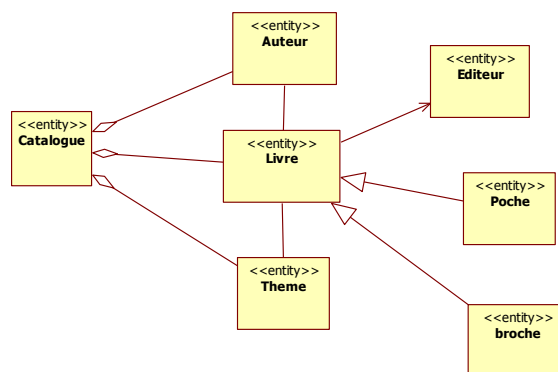 <<entity>>
Auteur
<<entity>>
Editeur
<<entity>>
Catalogue
<<entity>>
Livre
<<entity>>
Poche
<<entity>>
Theme
<<entity>>
broche